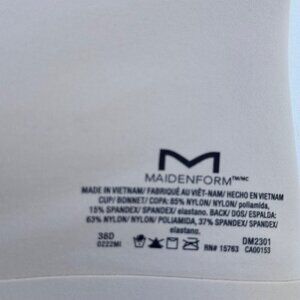 M
MAIDENFORM™/MC
MADE IN VIETNAM/ FABRIQUÉ AU VIÊT-NAM/ HECHO EN VIETNAM
CUP/ BONNET/ COPA: 85% NYLON/ NYLON/ poliamida,
15% SPANDEX/ SPANDEX/ elastano. BACK/ DOS/ ESPALDA:
63% NYLON/ NYLON/ POLIAMIDA, 37% SPANDEX/ SPANDEX/
elastano.
38D DM2301
0222MI RN# 15763 CA00153